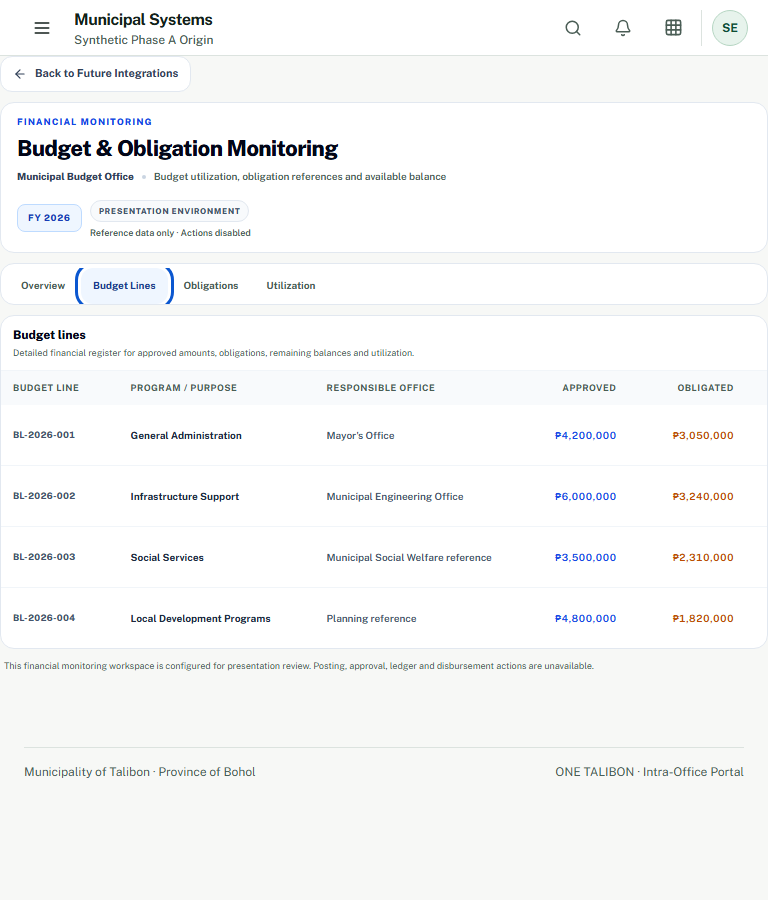 Municipal Systems
Synthetic Phase A Origin
SE
Back to Future Integrations
FINANCIAL MONITORING
Budget & Obligation Monitoring
Municipal Budget Office • Budget utilization, obligation references and available balance
FY 2026
PRESENTATION ENVIRONMENT
Reference data only · Actions disabled
Overview Budget Lines Obligations Utilization
Budget lines
Detailed financial register for approved amounts, obligations, remaining balances and utilization.
BUDGET LINE PROGRAM / PURPOSE RESPONSIBLE OFFICE APPROVED OBLIGATED
BL-2026-001 General Administration Mayor's Office ₱4,200,000 ₱3,050,000
BL-2026-002 Infrastructure Support Municipal Engineering Office ₱6,000,000 ₱3,240,000
BL-2026-003 Social Services Municipal Social Welfare reference ₱3,500,000 ₱2,310,000
BL-2026-004 Local Development Programs Planning reference ₱4,800,000 ₱1,820,000
This financial monitoring workspace is configured for presentation review. Posting, approval, ledger and disbursement actions are unavailable.
Municipality of Talibon · Province of Bohol
ONE TALIBON · Intra-Office Portal